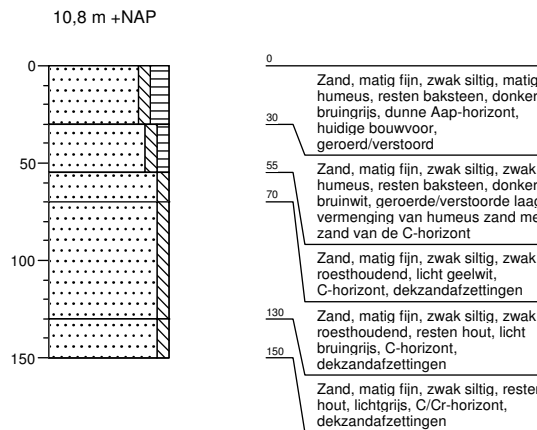 10,8 m +NAP
0
50
100
150
0
Zand, matig fijn, zwak siltig, matig
humeus, resten baksteen, donker
bruingrijs, dunne Aap-horizont,
huidige bouwvoor,
geroerd/verstoord
30
Zand, matig fijn, zwak siltig, zwak
humeus, resten baksteen, donker
bruinwit, geroerde/verstoorde laag
vermenging van humeus zand me
zand van de C-horizont
55
Zand, matig fijn, zwak siltig, zwak
roesthoudend, licht geelwit,
C-horizont, dekzandafzettingen
70
Zand, matig fijn, zwak siltig, zwak
roesthoudend, resten hout, licht
bruingrijs, C-horizont,
dekzandafzettingen
130
Zand, matig fijn, zwak siltig, resten
hout, lichtgrijs, C/Cr-horizont,
dekzandafzettingen
150